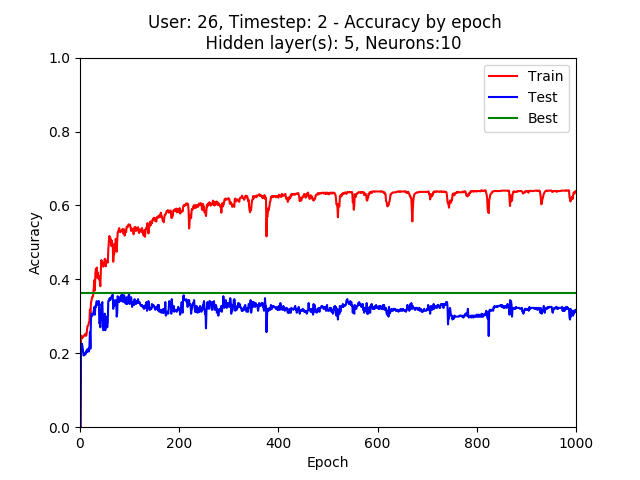 User: 26, Timestep: 2 - Accuracy by epoch
Hidden layer(s): 5, Neurons:10
1.0
0.8
0.6
0.4
0.2
0.0
Accuracy
Train
Test
Best
0 200 400 600 800 1000
Epoch